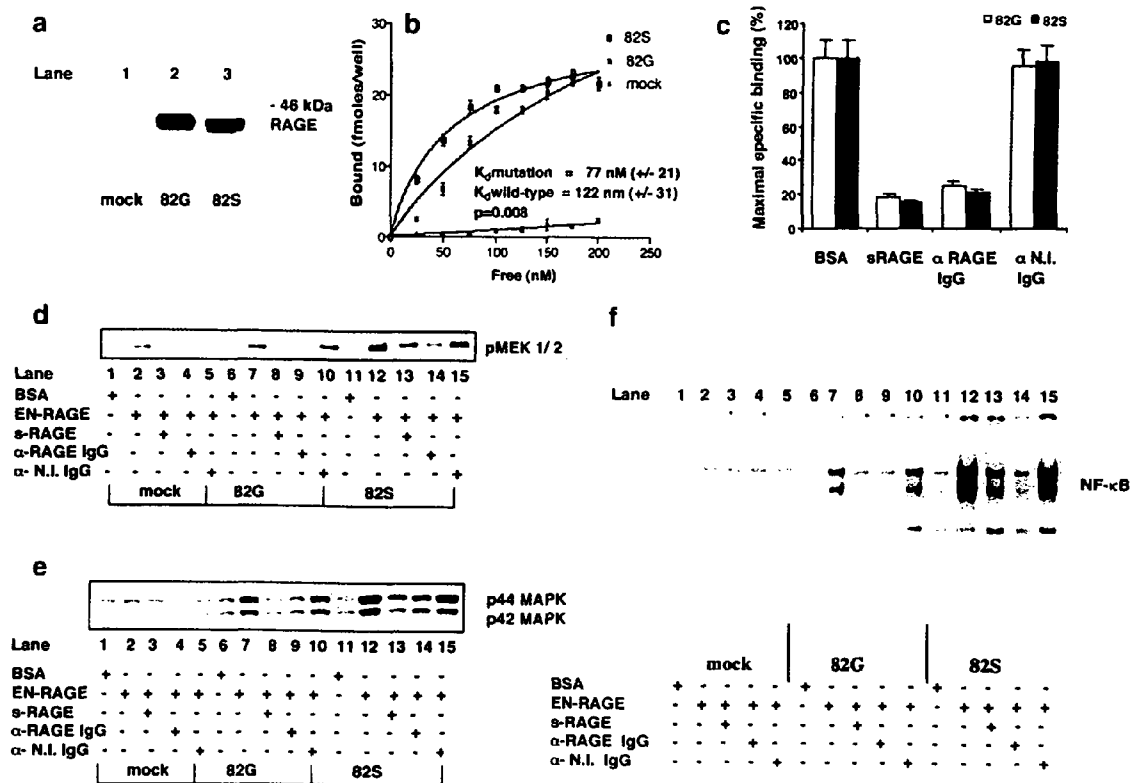 a
Lane 1 2 3
- 46 kDa
RAGE
mock 82G 82S
b
Bound (fmoles/well)
30
20
10
0
82S
82G
mock
Kdmutation = 77 nM (+/- 21)
Kdwild-type = 122 nm (+/- 31)
p=0.008
0 50 100 150 200 250
Free (nM)
c
82G 82S
Maximal specific binding (%)
120
100
80
60
40
20
0
BSA sRAGE α RAGE IgG α N.I. IgG
d
pMEK 1/ 2
Lane 1 2 3 4 5 6 7 8 9 10 11 12 13 14 15
BSA + - - - - + - - - - + - - - -
EN-RAGE - + + + + - + + + + - + + + +
s-RAGE - - + - - - - + - - - - + - -
α-RAGE IgG - - - + - - - - + - - - - + -
α- N.I. IgG - - - - + - - - - + - - - - +
mock 82G 82S
e
p44 MAPK
p42 MAPK
Lane 1 2 3 4 5 6 7 8 9 10 11 12 13 14 15
BSA + - - - - + - - - - + - - - -
EN-RAGE - + + + + - + + + + - + + + +
s-RAGE - - + - - - - + - - - - + - -
α-RAGE IgG - - - + - - - - + - - - - + -
α- N.I. IgG - - - - + - - - - + - - - - +
mock 82G 82S
f
Lane 1 2 3 4 5 6 7 8 9 10 11 12 13 14 15
NF-κB
mock 82G 82S
BSA + - - - - + - - - - + - - - -
EN-RAGE - + + + + - + + + + - + + + +
s-RAGE - - + - - - - + - - - - + - -
α-RAGE IgG - - - + - - - - + - - - - + -
α- N.I. IgG - - - - + - - - - + - - - - +